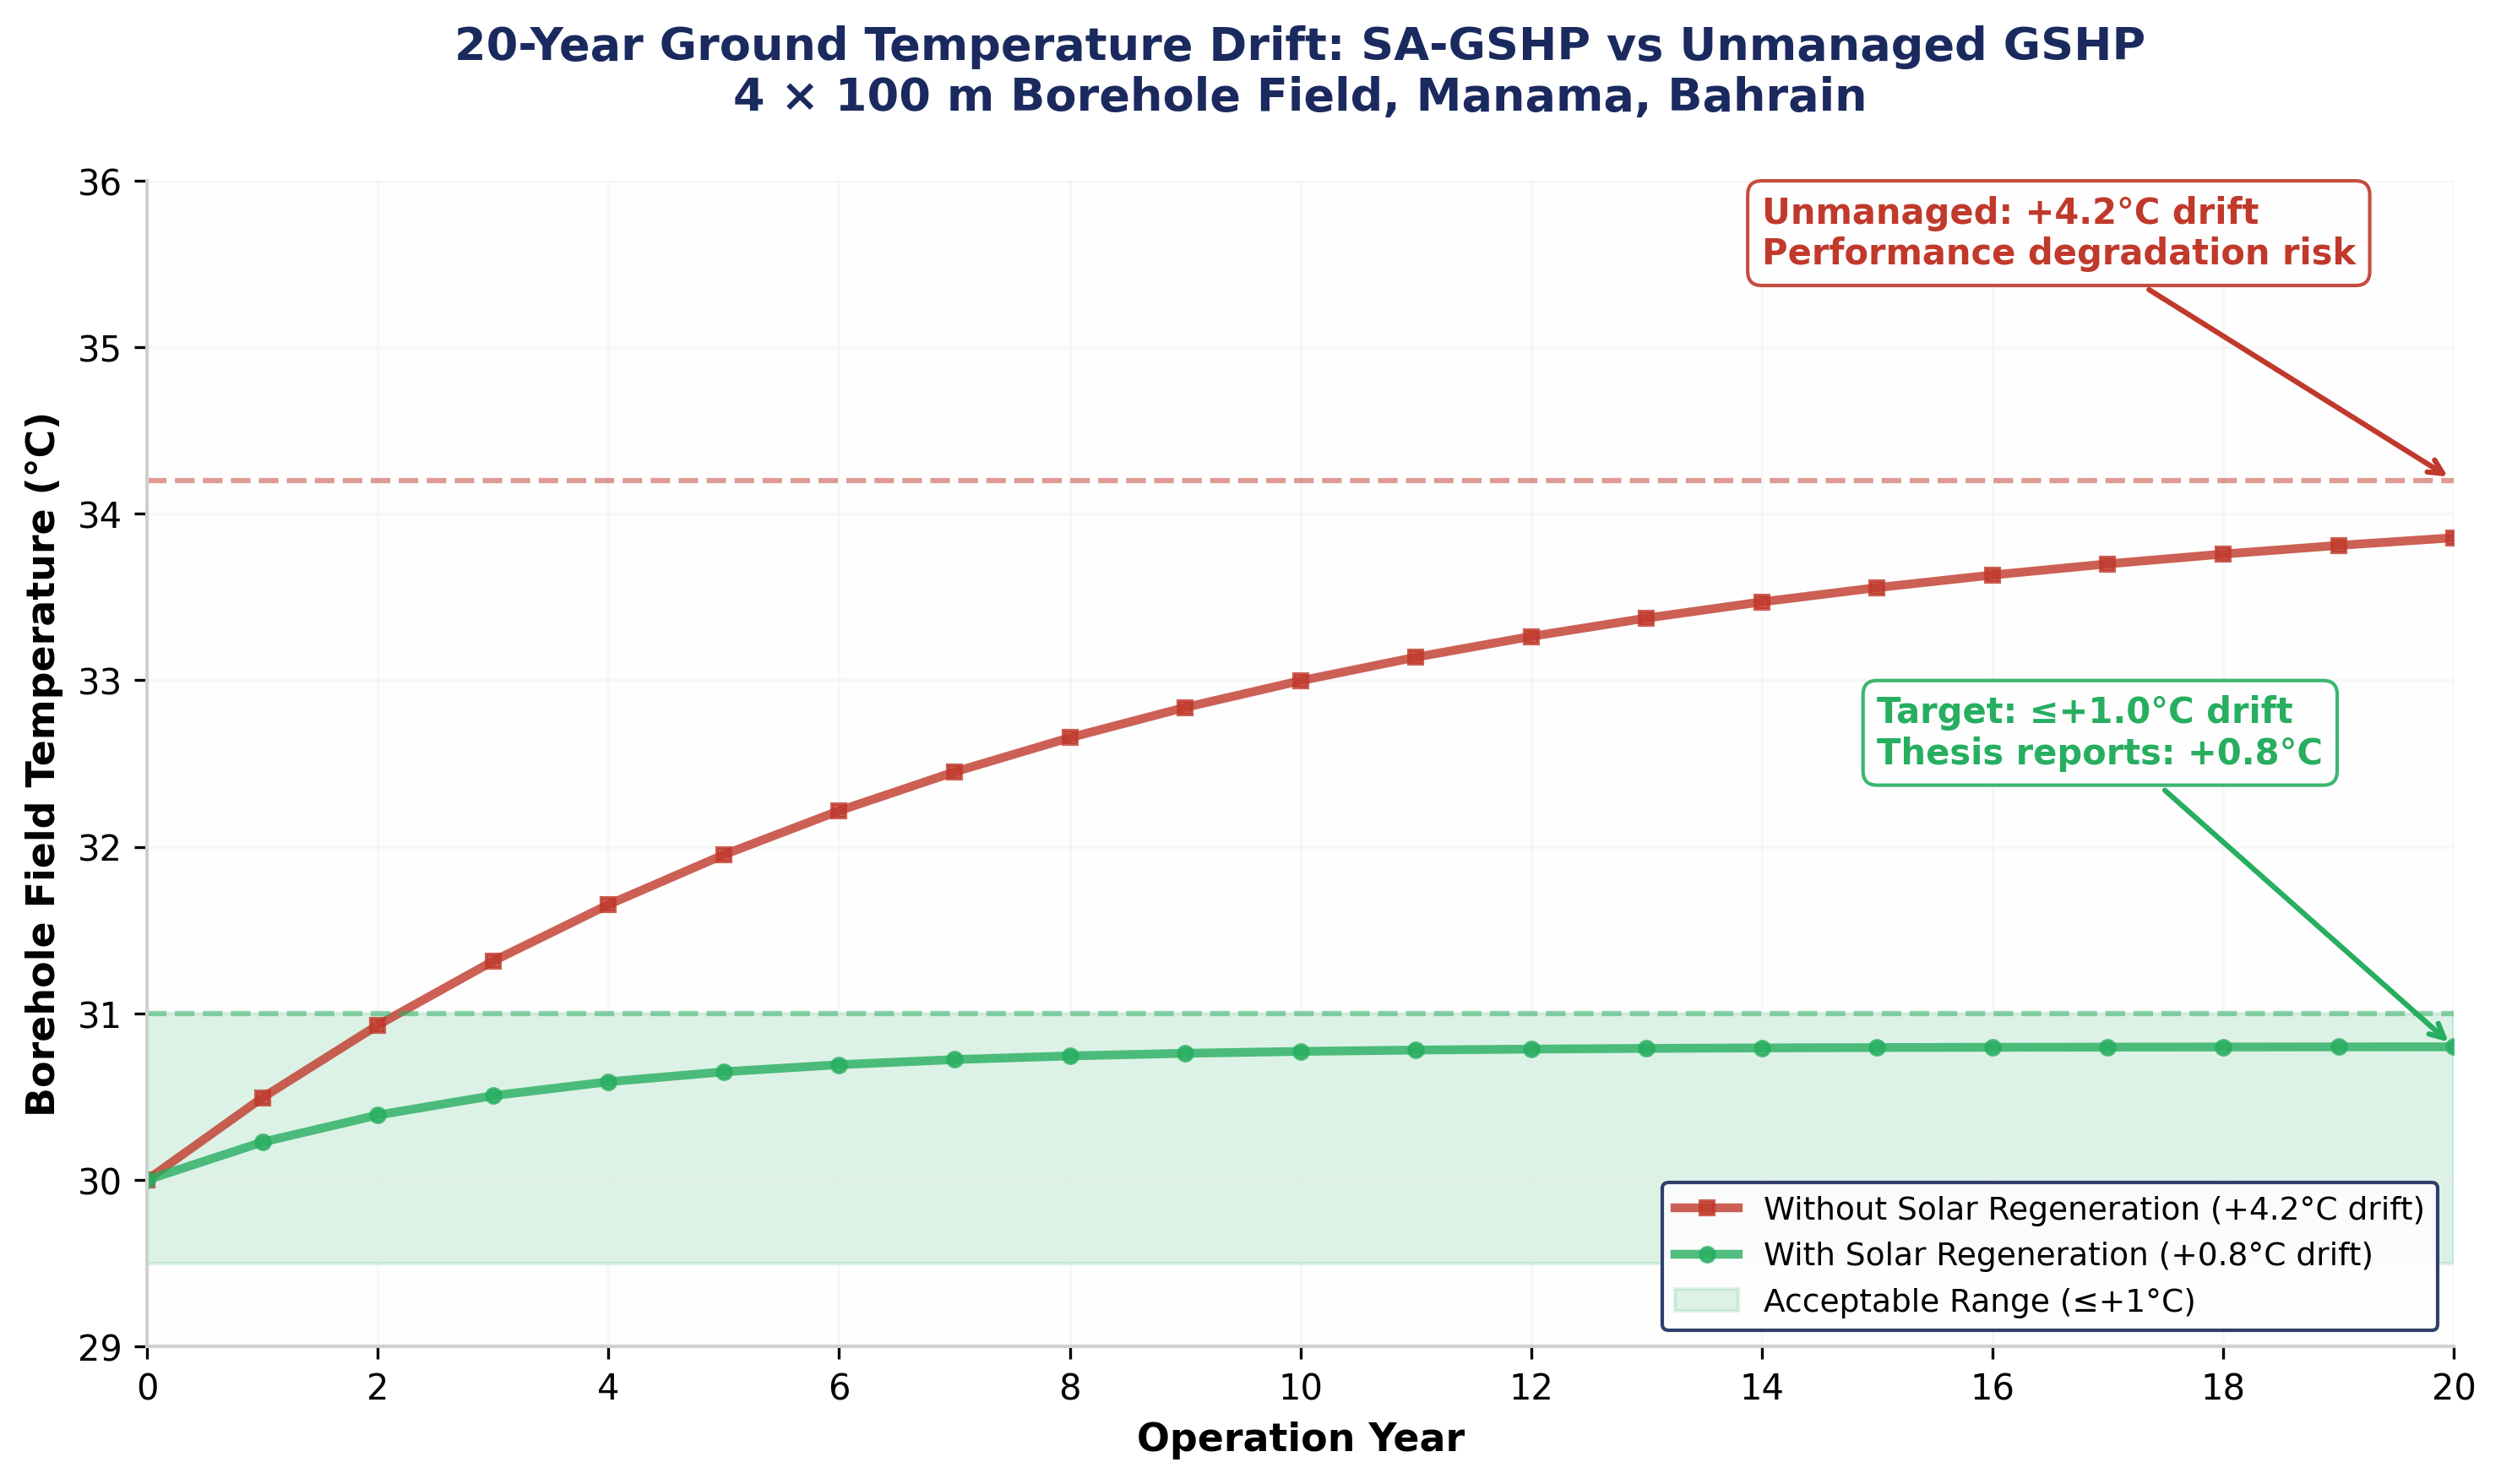 20-Year Ground Temperature Drift: SA-GSHP vs Unmanaged GSHP
4 × 100 m Borehole Field, Manama, Bahrain
Borehole Field Temperature (°C)
36
35
34
33
32
31
30
29
Unmanaged: +4.2°C drift
Performance degradation risk
Target: ≤+1.0°C drift
Thesis reports: +0.8°C
Without Solar Regeneration (+4.2°C drift)
With Solar Regeneration (+0.8°C drift)
Acceptable Range (≤+1°C)
0 2 4 6 8 10 12 14 16 18 20
Operation Year